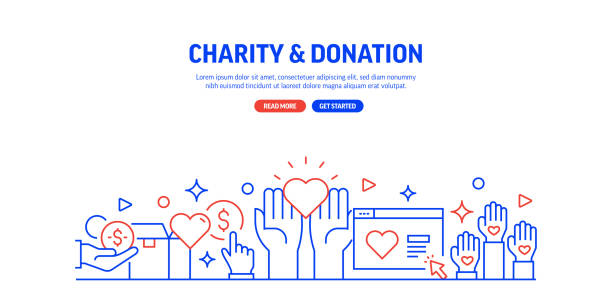 CHARITY & DONATION
Lorem ipsum dolor sit amet, consectetuer adipiscing elit, sed diam nonummy
nibh euismod tincidunt ut laoreet dolore magna aliquam erat volutpat.
READ MORE GET STARTED
$ $